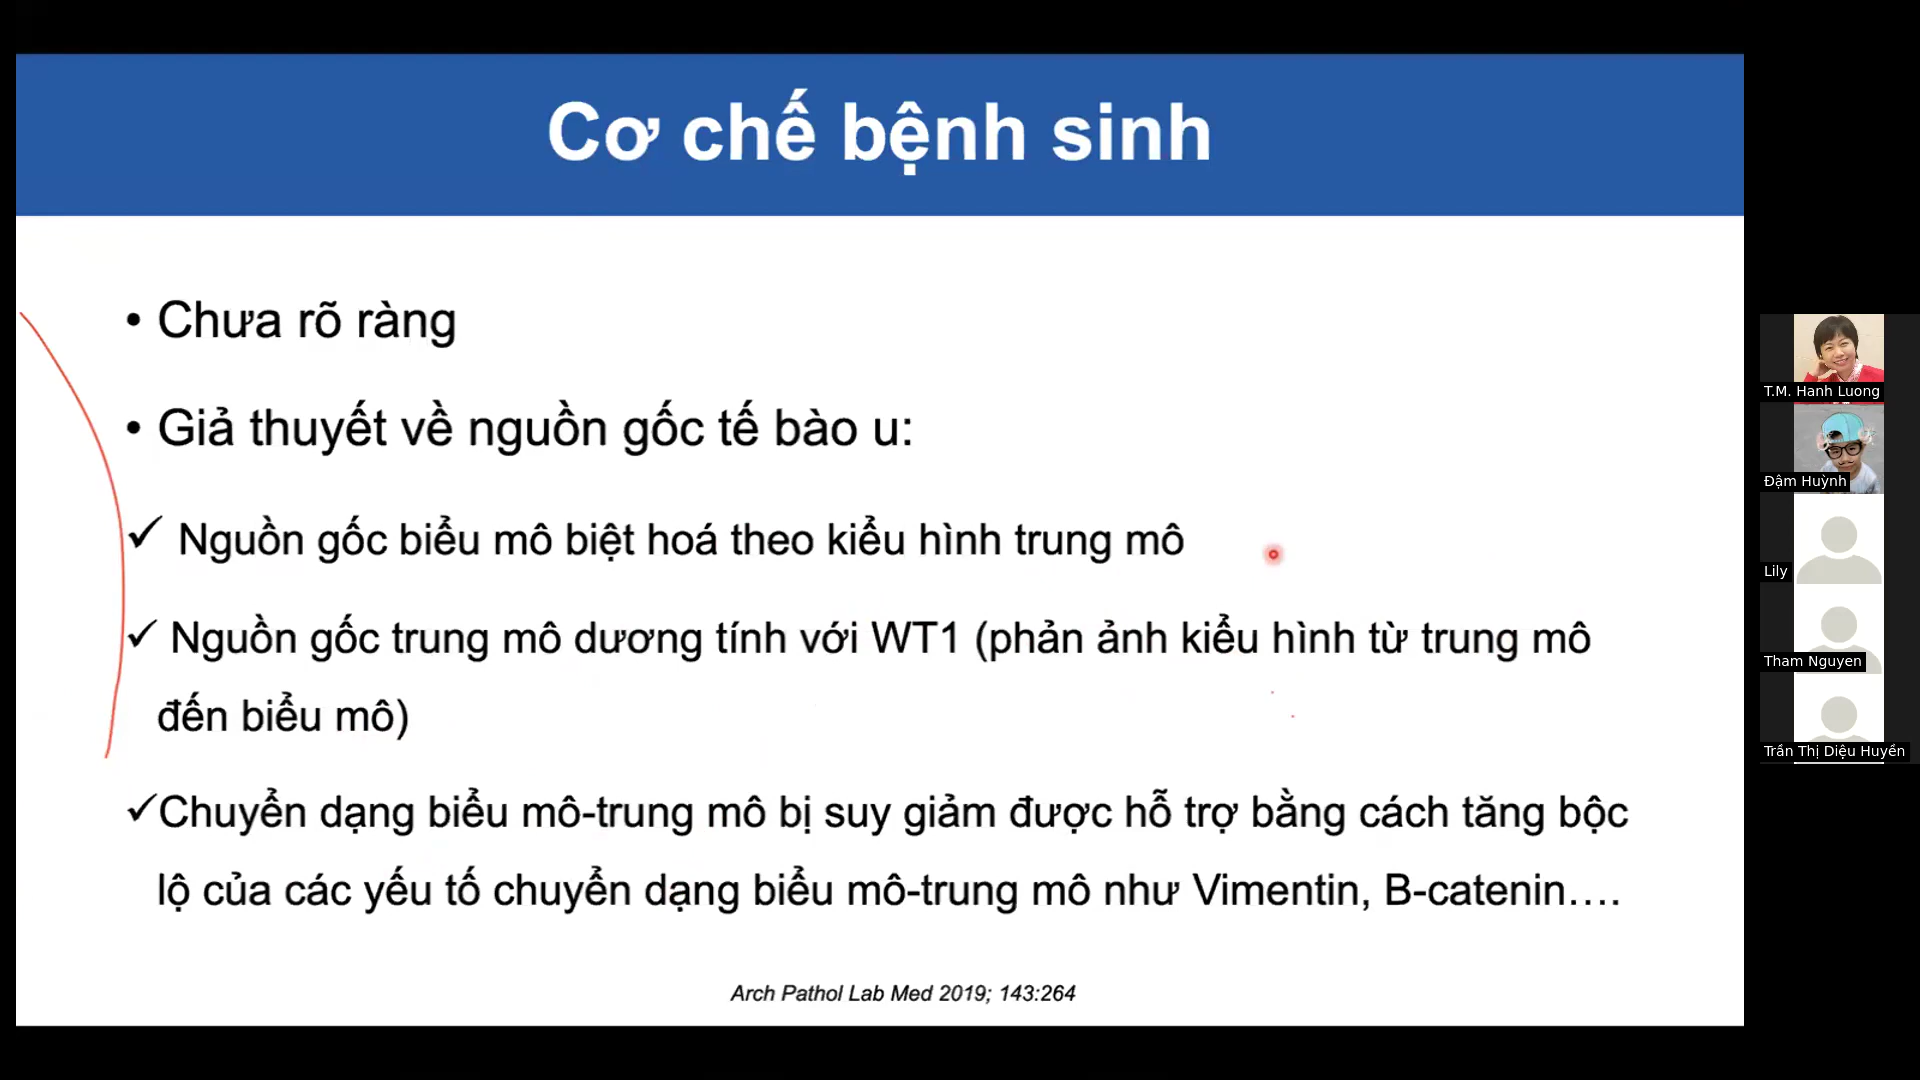 Cơ chế bệnh sinh
• Chưa rõ ràng
• Giả thuyết về nguồn gốc tế bào u:
✓ Nguồn gốc biểu mô biệt hoá theo kiểu hình trung mô
✓ Nguồn gốc trung mô dương tính với WT1 (phản ánh kiểu hình từ trung mô
đến biểu mô)
✓Chuyển dạng biểu mô-trung mô bị suy giảm được hỗ trợ bằng cách tăng bộc
lộ của các yếu tố chuyển dạng biểu mô-trung mô như Vimentin, B-catenin….
Arch Pathol Lab Med 2019; 143:264
T.M. Hanh Luong
Đậm Huỳnh
Lily
Tham Nguyen
Trần Thị Diệu Huyền